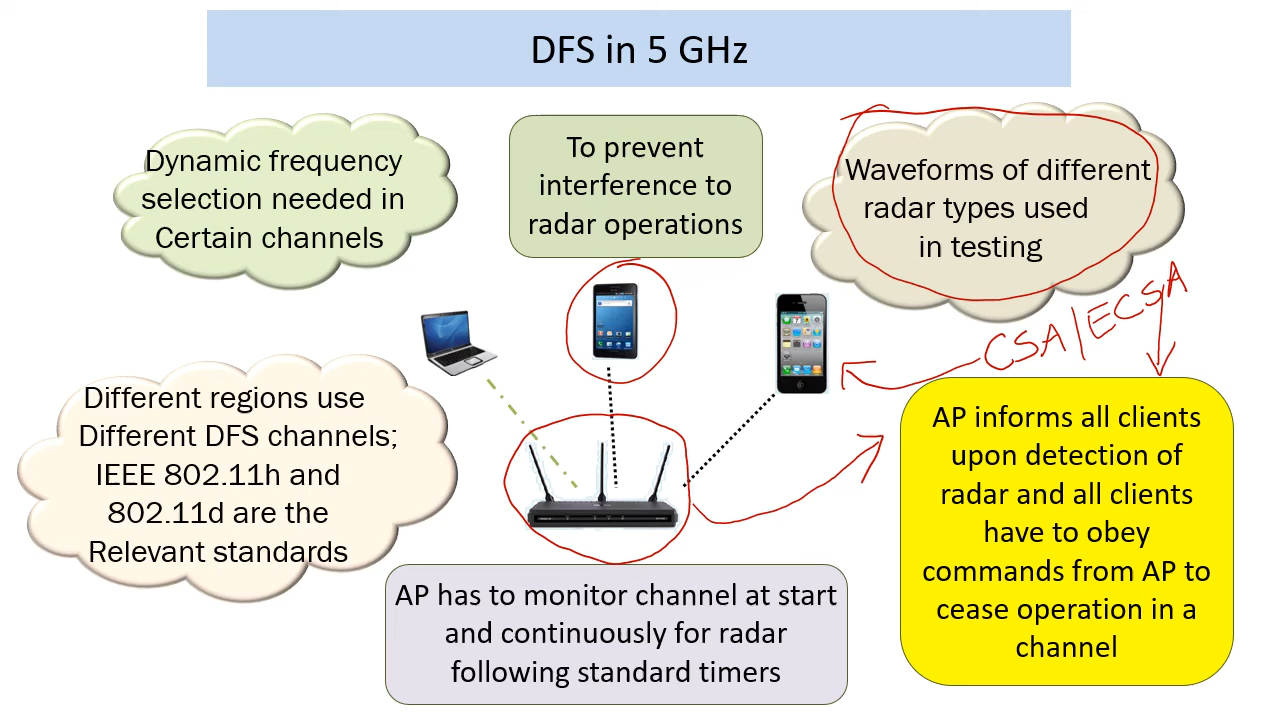 DFS in 5 GHz
Dynamic frequency
selection needed in
Certain channels
To prevent
interference to
radar operations
Waveforms of different
radar types used
in testing
CSA/ECSA
Different regions use
Different DFS channels;
IEEE 802.11h and
802.11d are the
Relevant standards
AP has to monitor channel at start
and continuously for radar
following standard timers
AP informs all clients
upon detection of
radar and all clients
have to obey
commands from AP to
cease operation in a
channel